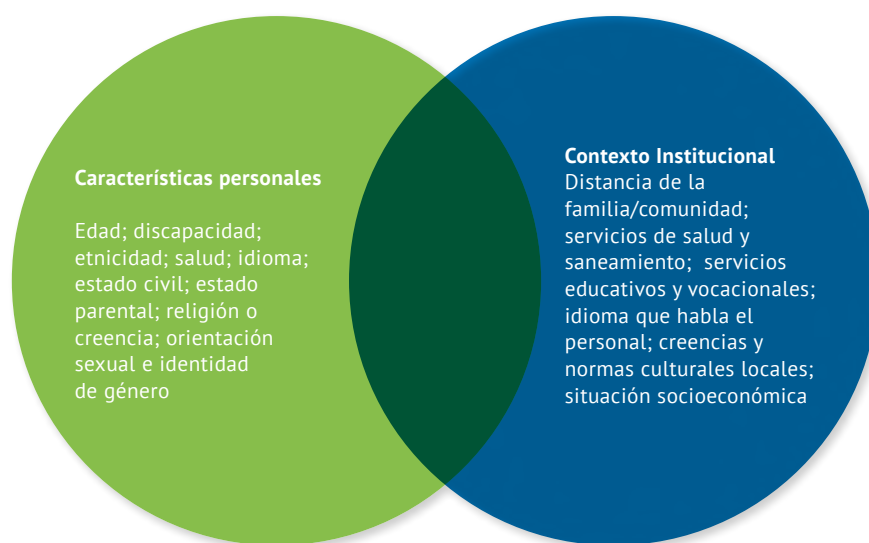 Características personales
Edad; discapacidad;
etnicidad; salud; idioma;
estado civil; estado
parental; religión o
creencia; orientación
sexual e identidad
de género
Contexto Institucional
Distancia de la
familia/comunidad;
servicios de salud y
saneamiento;  servicios
educativos y vocacionales;
idioma que habla el
personal; creencias y
normas culturales locales;
situación socioeconómica